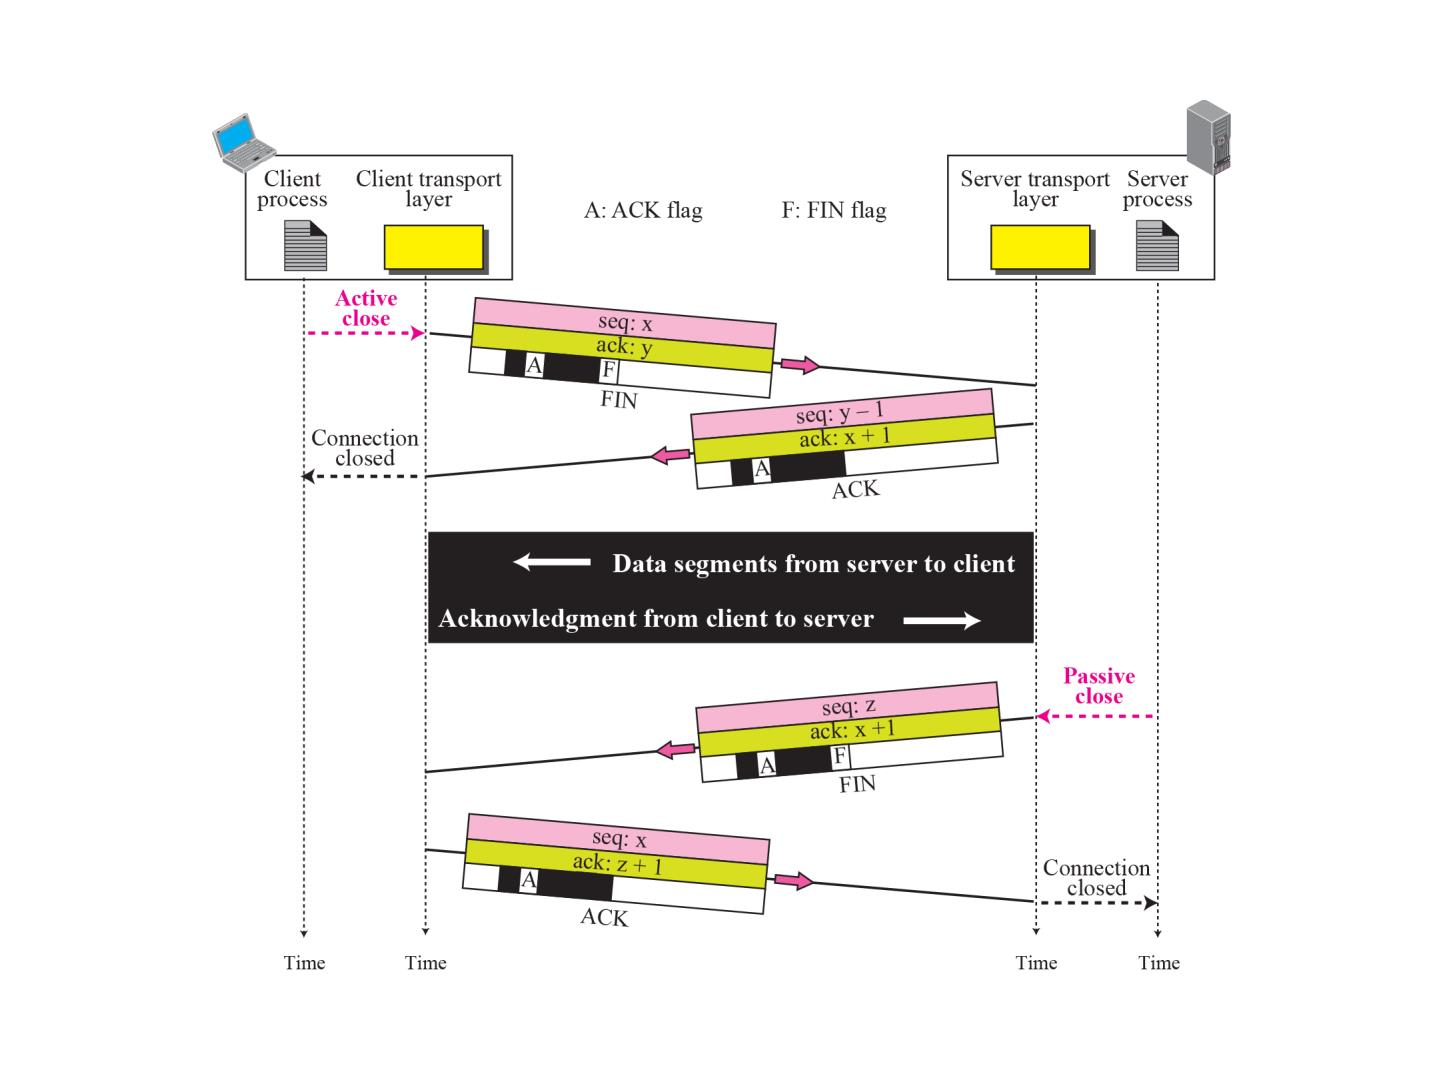 Client process
Client transport layer
A: ACK flag
F: FIN flag
Server transport layer
Server process
Active close
seq: x
ack: y
A
F
FIN
seq: y – 1
ack: x + 1
A
ACK
Connection closed
Data segments from server to client
Acknowledgment from client to server
Passive close
seq: z
ack: x +1
A
F
FIN
seq: x
ack: z + 1
A
ACK
Connection closed
Time
Time
Time
Time